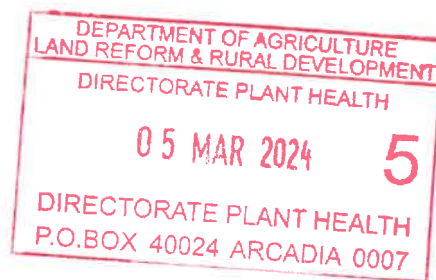 DEPARTMENT OF AGRICULTURE
LAND REFORM & RURAL DEVELOPMENT
DIRECTORATE PLANT HEALTH
05 MAR 2024 5
DIRECTORATE PLANT HEALTH
P.O.BOX 40024 ARCADIA 0007